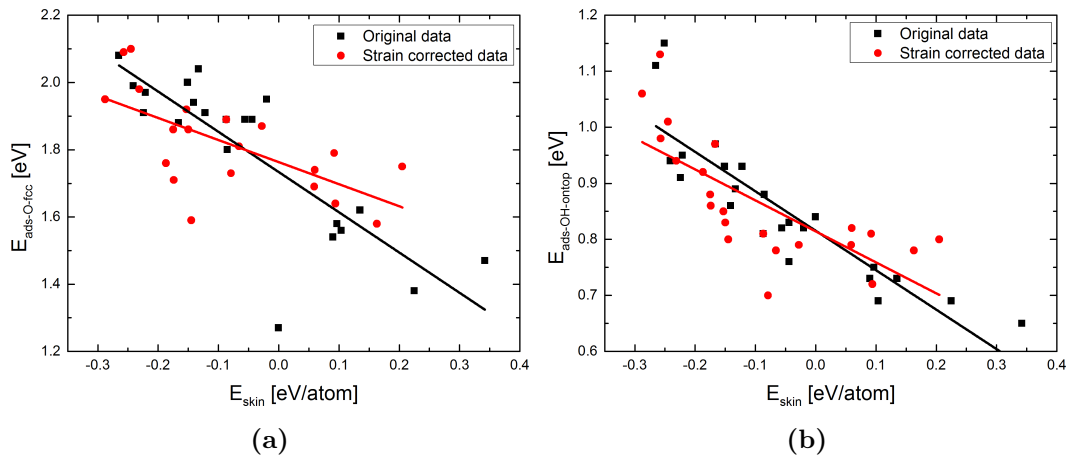 2.2
2.0
1.8
1.6
1.4
1.2
E_ads-O-fcc [eV]
Original data
Strain corrected data
-0.3 -0.2 -0.1 0.0 0.1 0.2 0.3 0.4
E_skin [eV/atom]
(a)
1.2
1.1
1.0
0.9
0.8
0.7
0.6
E_ads-OH-ontop [eV]
Original data
Strain corrected data
-0.3 -0.2 -0.1 0.0 0.1 0.2 0.3 0.4
E_skin [eV/atom]
(b)